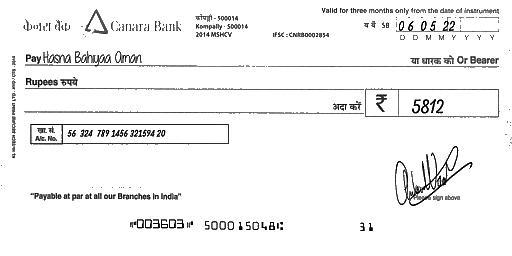 Valid for three months only from the date of instrument
केनरा बैंक Canara Bank
कोंपल्ली - 500014
Kompally - 500014
2014 MSHCV
IFSC : CNRB0002854
SB 06 05 22
D D M M Y Y Y Y
Pay Hasna Bahiyaa Oman या धारक को Or Bearer
Rupees रुपये
अदा करें ₹ 5812
खा. सं.
A/c. No. 56 324 789 1456 321594 20
Please sign above
"Payable at par at all our Branches in India"
⑈003603⑈ 500015048⑆ 31